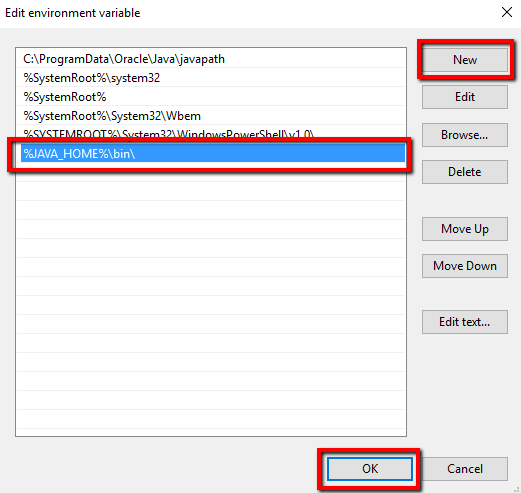 Edit environment variable
C:\ProgramData\Oracle\Java\javapath
%SystemRoot%\system32
%SystemRoot%
%SystemRoot%\System32\Wbem
%SYSTEMROOT%\System32\WindowsPowerShell\v1.0\
%JAVA_HOME%\bin\
New
Edit
Browse...
Delete
Move Up
Move Down
Edit text...
OK
Cancel